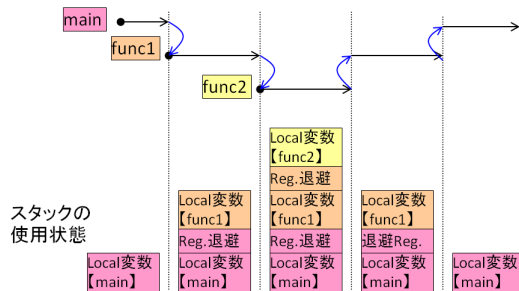 main
func1
func2
Local変数
【func2】
Reg.退避
Local変数
【func1】
Local変数
【func1】
Local変数
【func1】
スタックの
使用状態
Reg.退避
Reg.退避
退避Reg.
Local変数
【main】
Local変数
【main】
Local変数
【main】
Local変数
【main】
Local変数
【main】